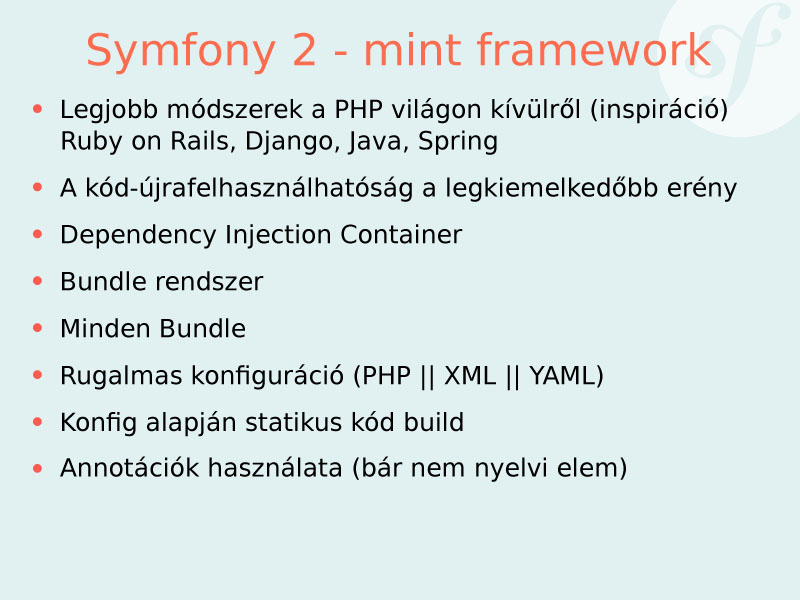 Symfony 2 - mint framework
Legjobb módszerek a PHP világon kívülről (inspiráció)
Ruby on Rails, Django, Java, Spring
A kód-újrafelhasználhatóság a legkiemelkedőbb erény
Dependency Injection Container
Bundle rendszer
Minden Bundle
Rugalmas konfiguráció (PHP || XML || YAML)
Konfig alapján statikus kód build
Annotációk használata (bár nem nyelvi elem)